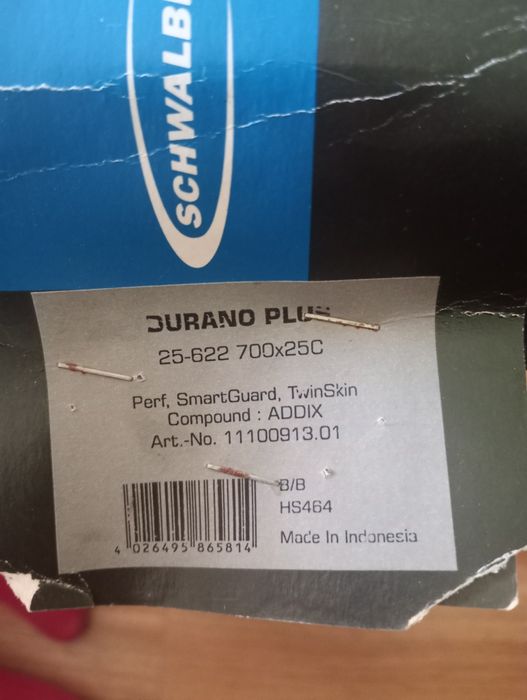 SCHWALBE
DURANO PLUS
25-622 700x25C
Perf, SmartGuard, TwinSkin
Compound : ADDIX
Art.-No. 11100913.01
B/B
HS464
4 026495 865814
Made In Indonesia